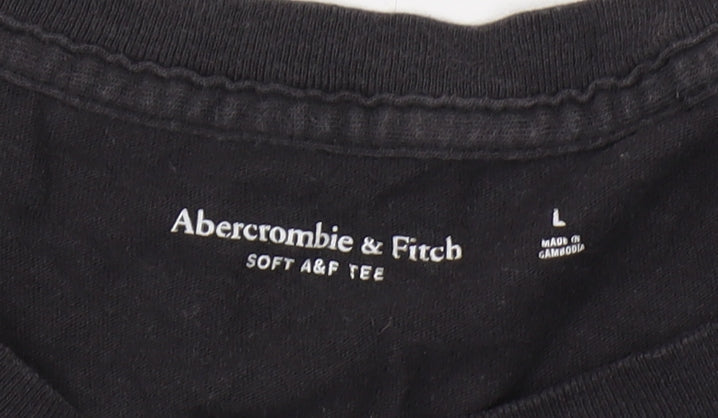 Abercrombie & Fitch
SOFT A&F TEE
L
MADE IN
CAMBODIA